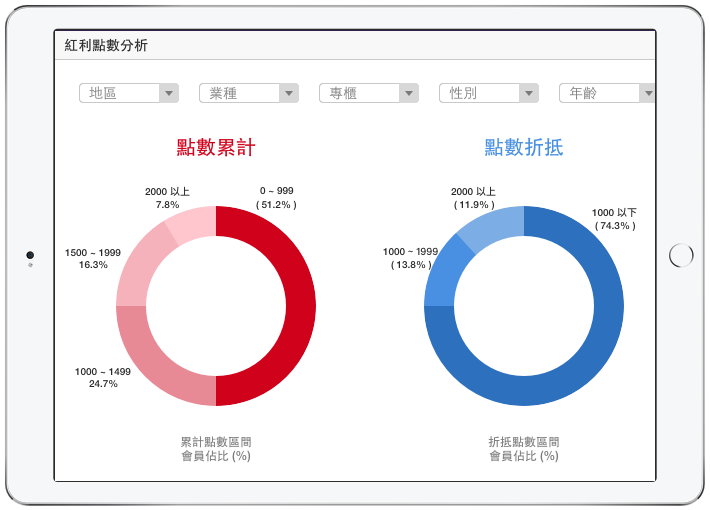 紅利點數分析
地區
業種
專櫃
性別
年齡
點數累計
點數折抵
2000 以上
7.8%
0 ~ 999
( 51.2% )
1500 ~ 1999
16.3%
1000 ~ 1499
24.7%
2000 以上
( 11.9% )
1000 以下
( 74.3% )
1000 ~ 1999
( 13.8% )
累計點數區間
會員佔比 (%)
折抵點數區間
會員佔比 (%)